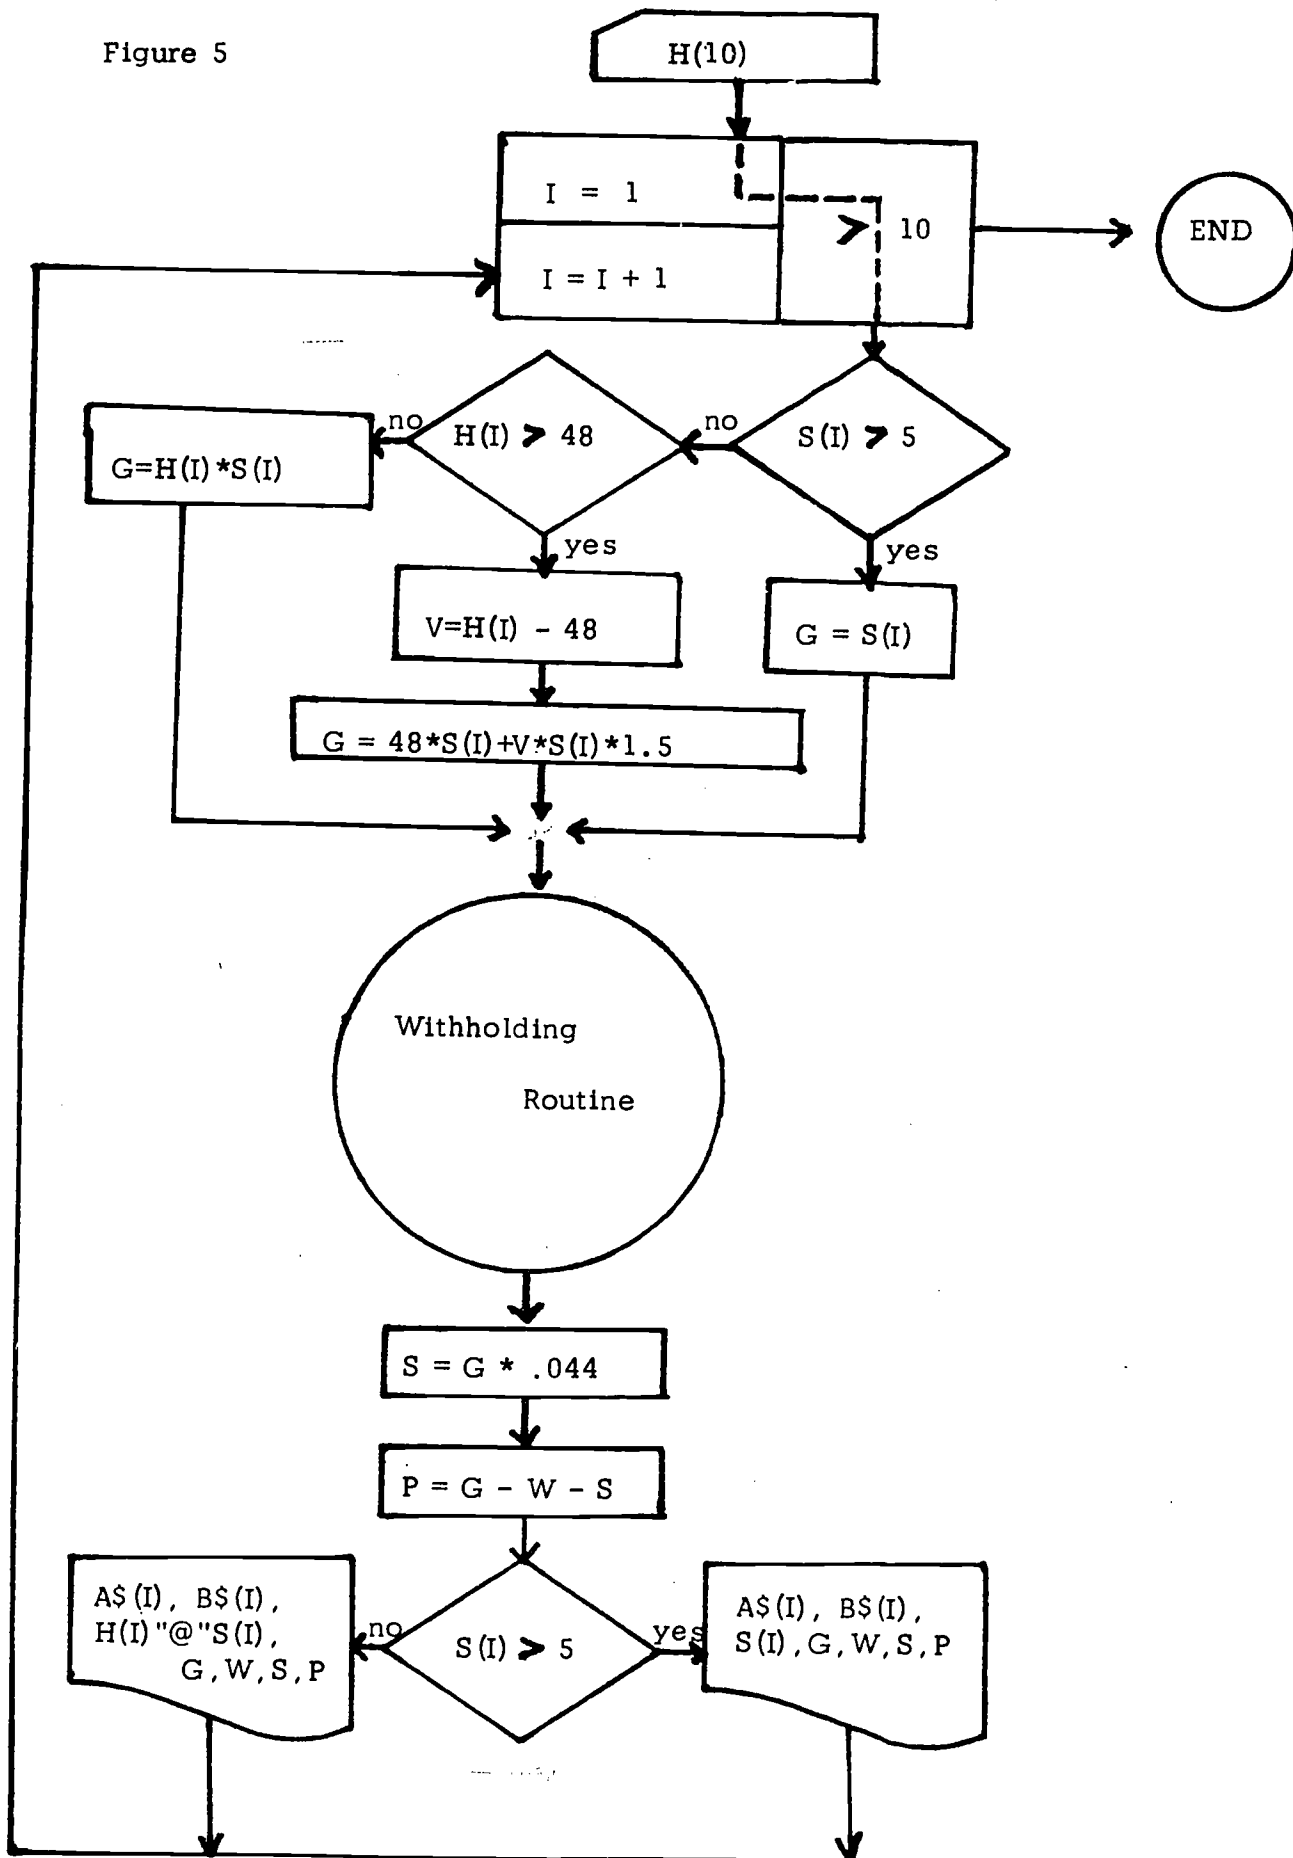 Figure 5
H(10)
I = 1
> 10
END
I = I + 1
no
H(I) > 48
no
S(I) > 5
G=H(I)*S(I)
yes
yes
V=H(I) - 48
G = S(I)
G = 48*S(I)+V*S(I)*1.5
Withholding
Routine
S = G * .044
P = G - W - S
A$(I), B$(I),
H(I)"@"S(I),
G,W,S,P
no
S(I) > 5
yes
A$(I), B$(I),
S(I),G,W,S,P